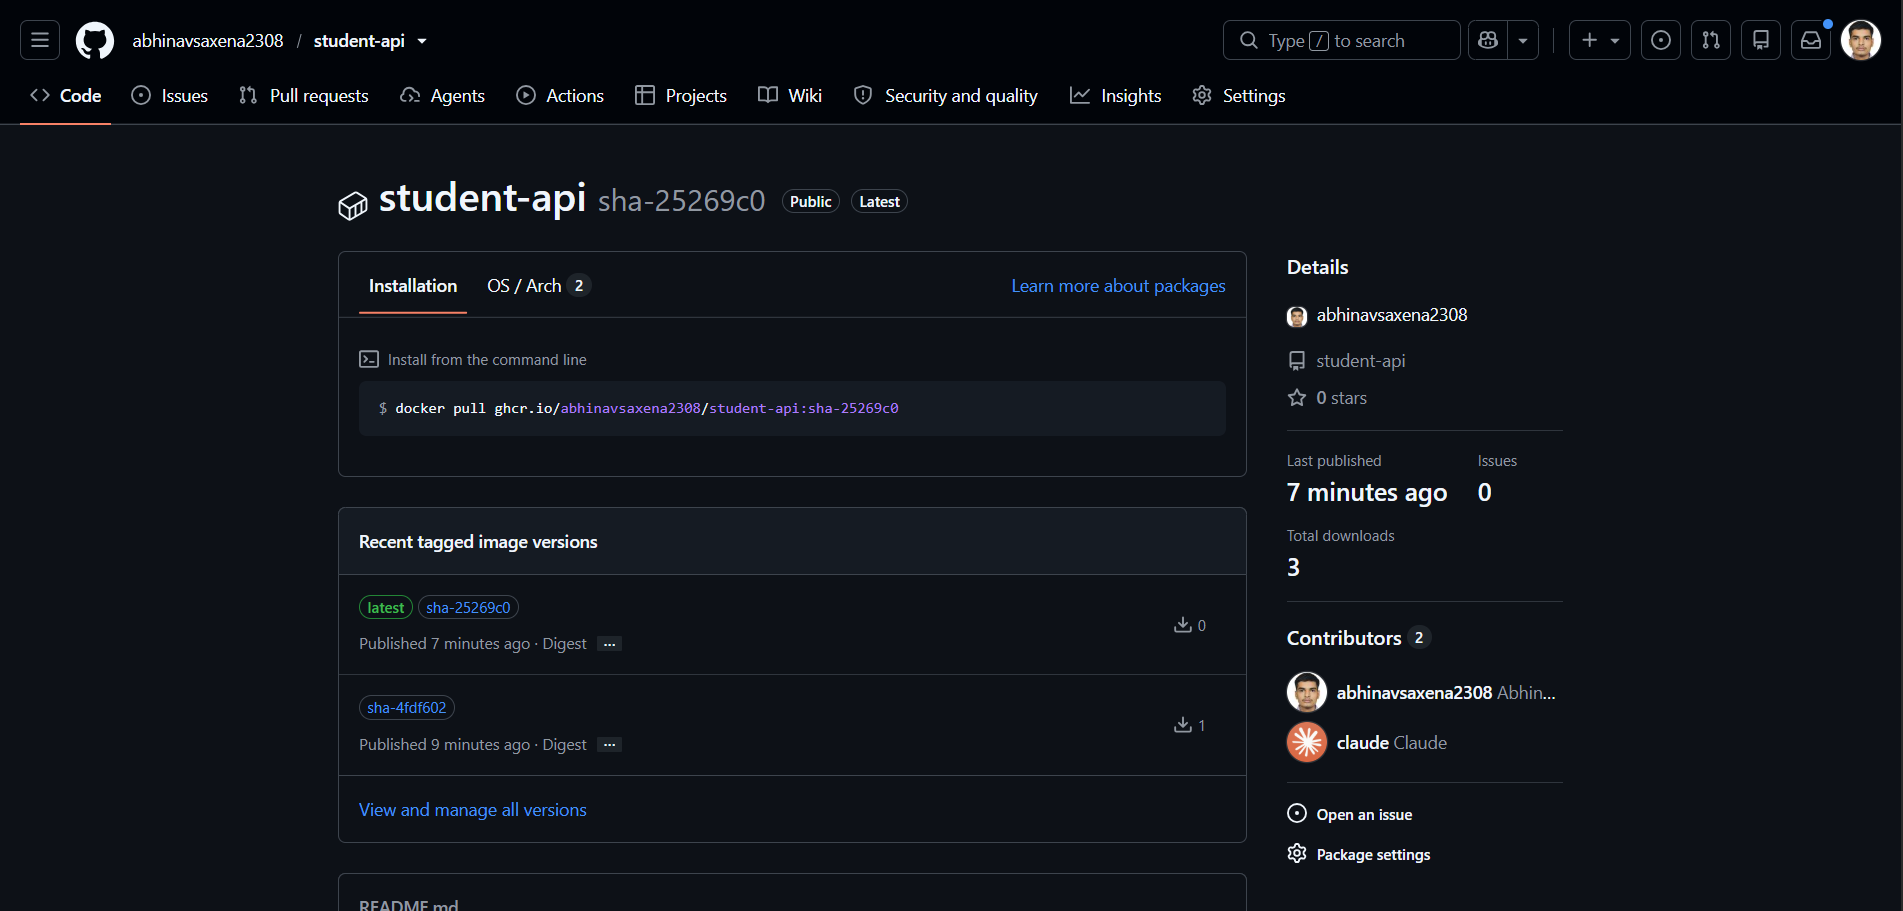 abhinavsaxena2308 / student-api
Type / to search
Code Issues Pull requests Agents Actions Projects Wiki Security and quality Insights Settings
student-api sha-25269c0 Public Latest
Installation OS / Arch 2 Learn more about packages
Install from the command line
$ docker pull ghcr.io/abhinavsaxena2308/student-api:sha-25269c0
Recent tagged image versions
latest sha-25269c0
Published 7 minutes ago · Digest ...
0
sha-4fdf602
Published 9 minutes ago · Digest ...
1
View and manage all versions
README.md
Details
abhinavsaxena2308
student-api
0 stars
Last published Issues
7 minutes ago 0
Total downloads
3
Contributors 2
abhinavsaxena2308 Abhin...
claude Claude
Open an issue
Package settings